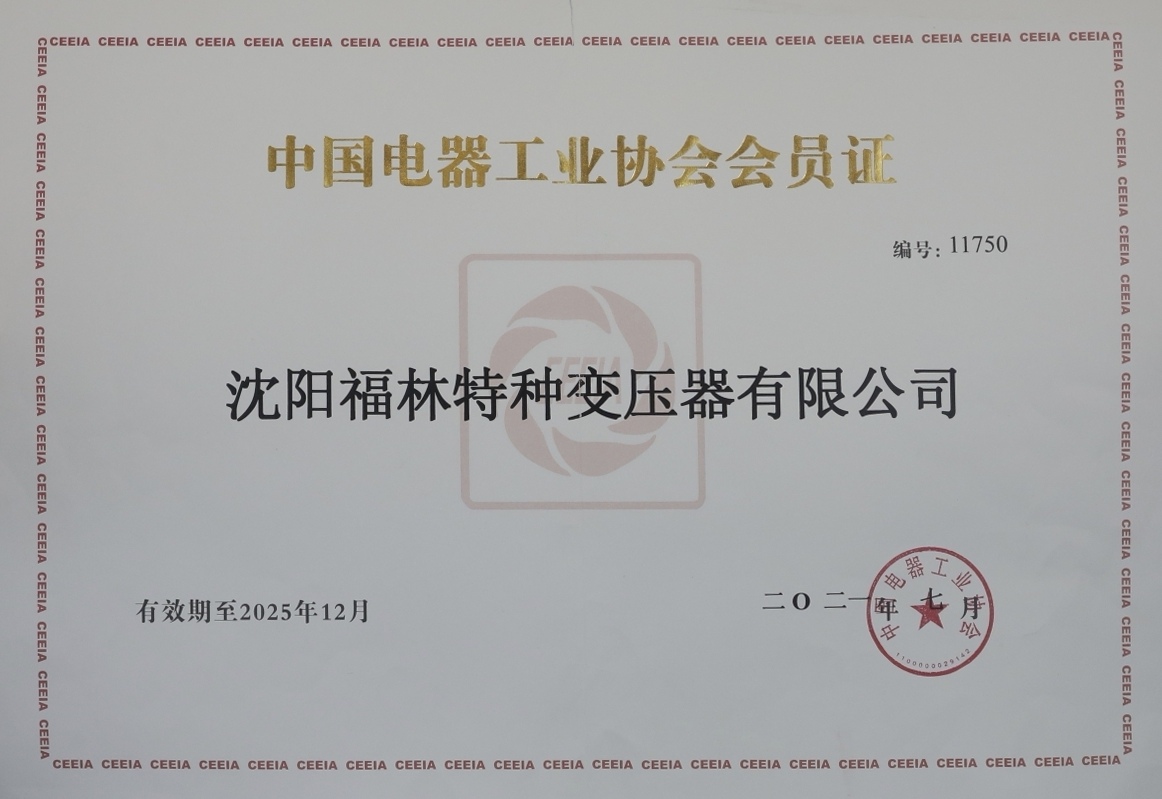 CEEIA CEEIA CEEIA CEEIA CEEIA CEEIA CEEIA CEEIA CEEIA CEEIA CEEIA CEEIA CEEIA CEEIA CEEIA CEEIA CEEIA CEEIA CEEIA CEEIA CEEIA CEEIA
中国电器工业协会会员证
编号：11750
CEEIA
沈阳福林特种变压器有限公司
有效期至2025年12月
二O二一年 七 月
中国电器工业协会
1100000029142
CEEIA CEEIA CEEIA CEEIA CEEIA CEEIA CEEIA CEEIA CEEIA CEEIA CEEIA CEEIA CEEIA CEEIA CEEIA CEEIA CEEIA CEEIA CEEIA CEEIA CEEIA CEEIA